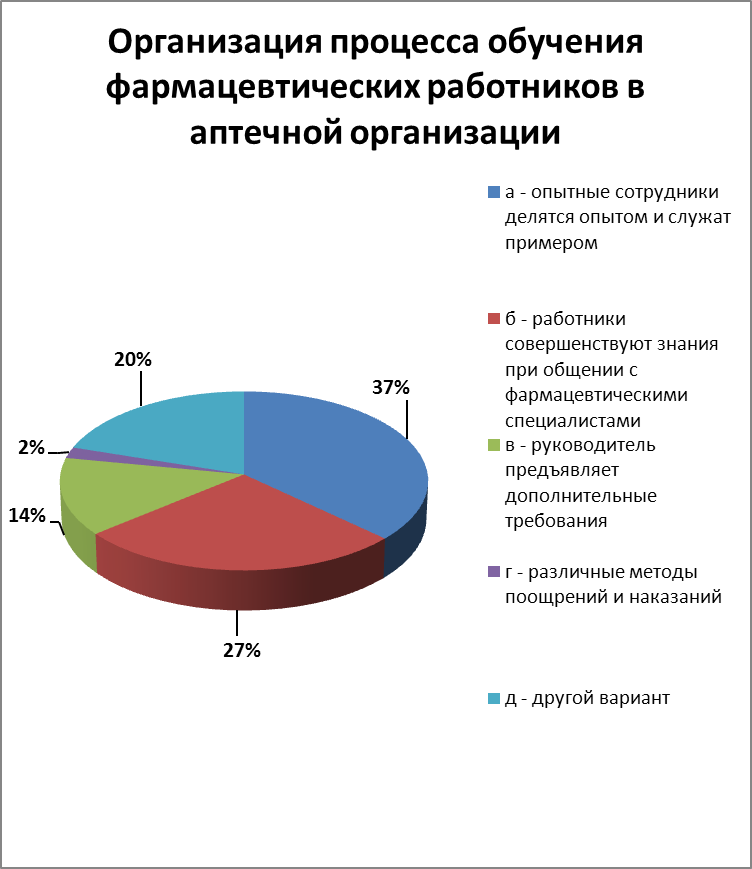 Организация процесса обучения
фармацевтических работников в
аптечной организации
а - опытные сотрудники
делятся опытом и служат
примером
б - работники
совершенствуют знания
при общении с
фармацевтическими
специалистами
в - руководитель
предъявляет
дополнительные
требования
г - различные методы
поощрений и наказаний
д - другой вариант
20%
37%
2%
14%
27%